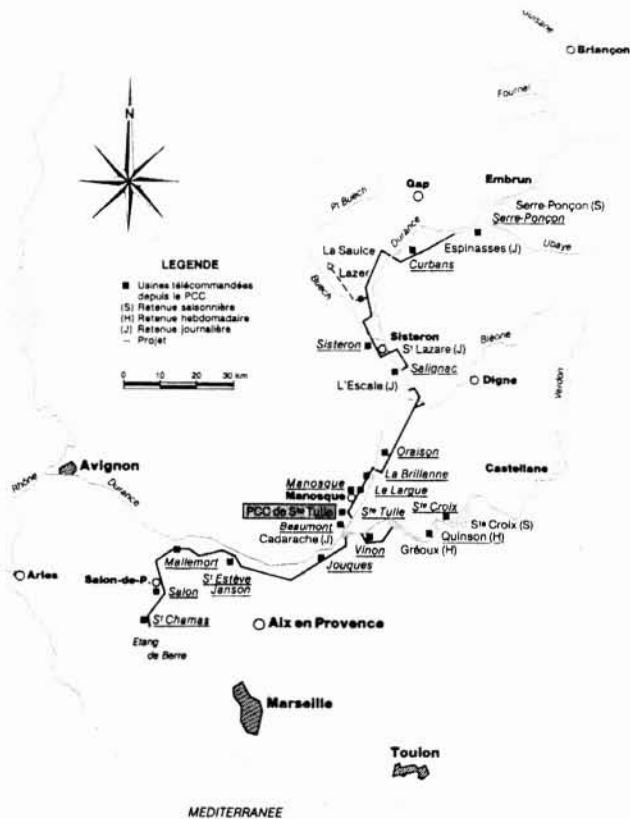 Guisane
Briançon
Fournel
N
Gap
Embrun
Serre-Ponçon (S)
Serre-Ponçon
Pt Buech
Durance
Espinasses (J)
Ubaye
La Saulce
Curbans
LEGENDE
Usines télécommandées
depuis le PCC
(S) Retenue saisonnière
(H) Retenue hebdomadaire
(J) Retenue journalière
Projet
Lazer
Buech
Sisteron
Sisteron
St Lazare (J)
Bléone
Salignac
Verdon
0 10 20 30 km
L'Escale (J)
Digne
Oraison
Avignon
La Brillanne
Castellane
Manosque
Manosque
Le Largue
Rhône
Durance
PCC de Ste Tulle
Ste Tulle
Ste Croix
Beaumont
Ste Croix (S)
Cadarache (J)
Quinson (H)
Vinon
Gréoux (H)
Mallemort
Jouques
Arles
Salon-de-P.
St Estève
Janson
Salon
St Chamas
Aix en Provence
Etang
de Berre
Marseille
Toulon
MEDITERRANEE